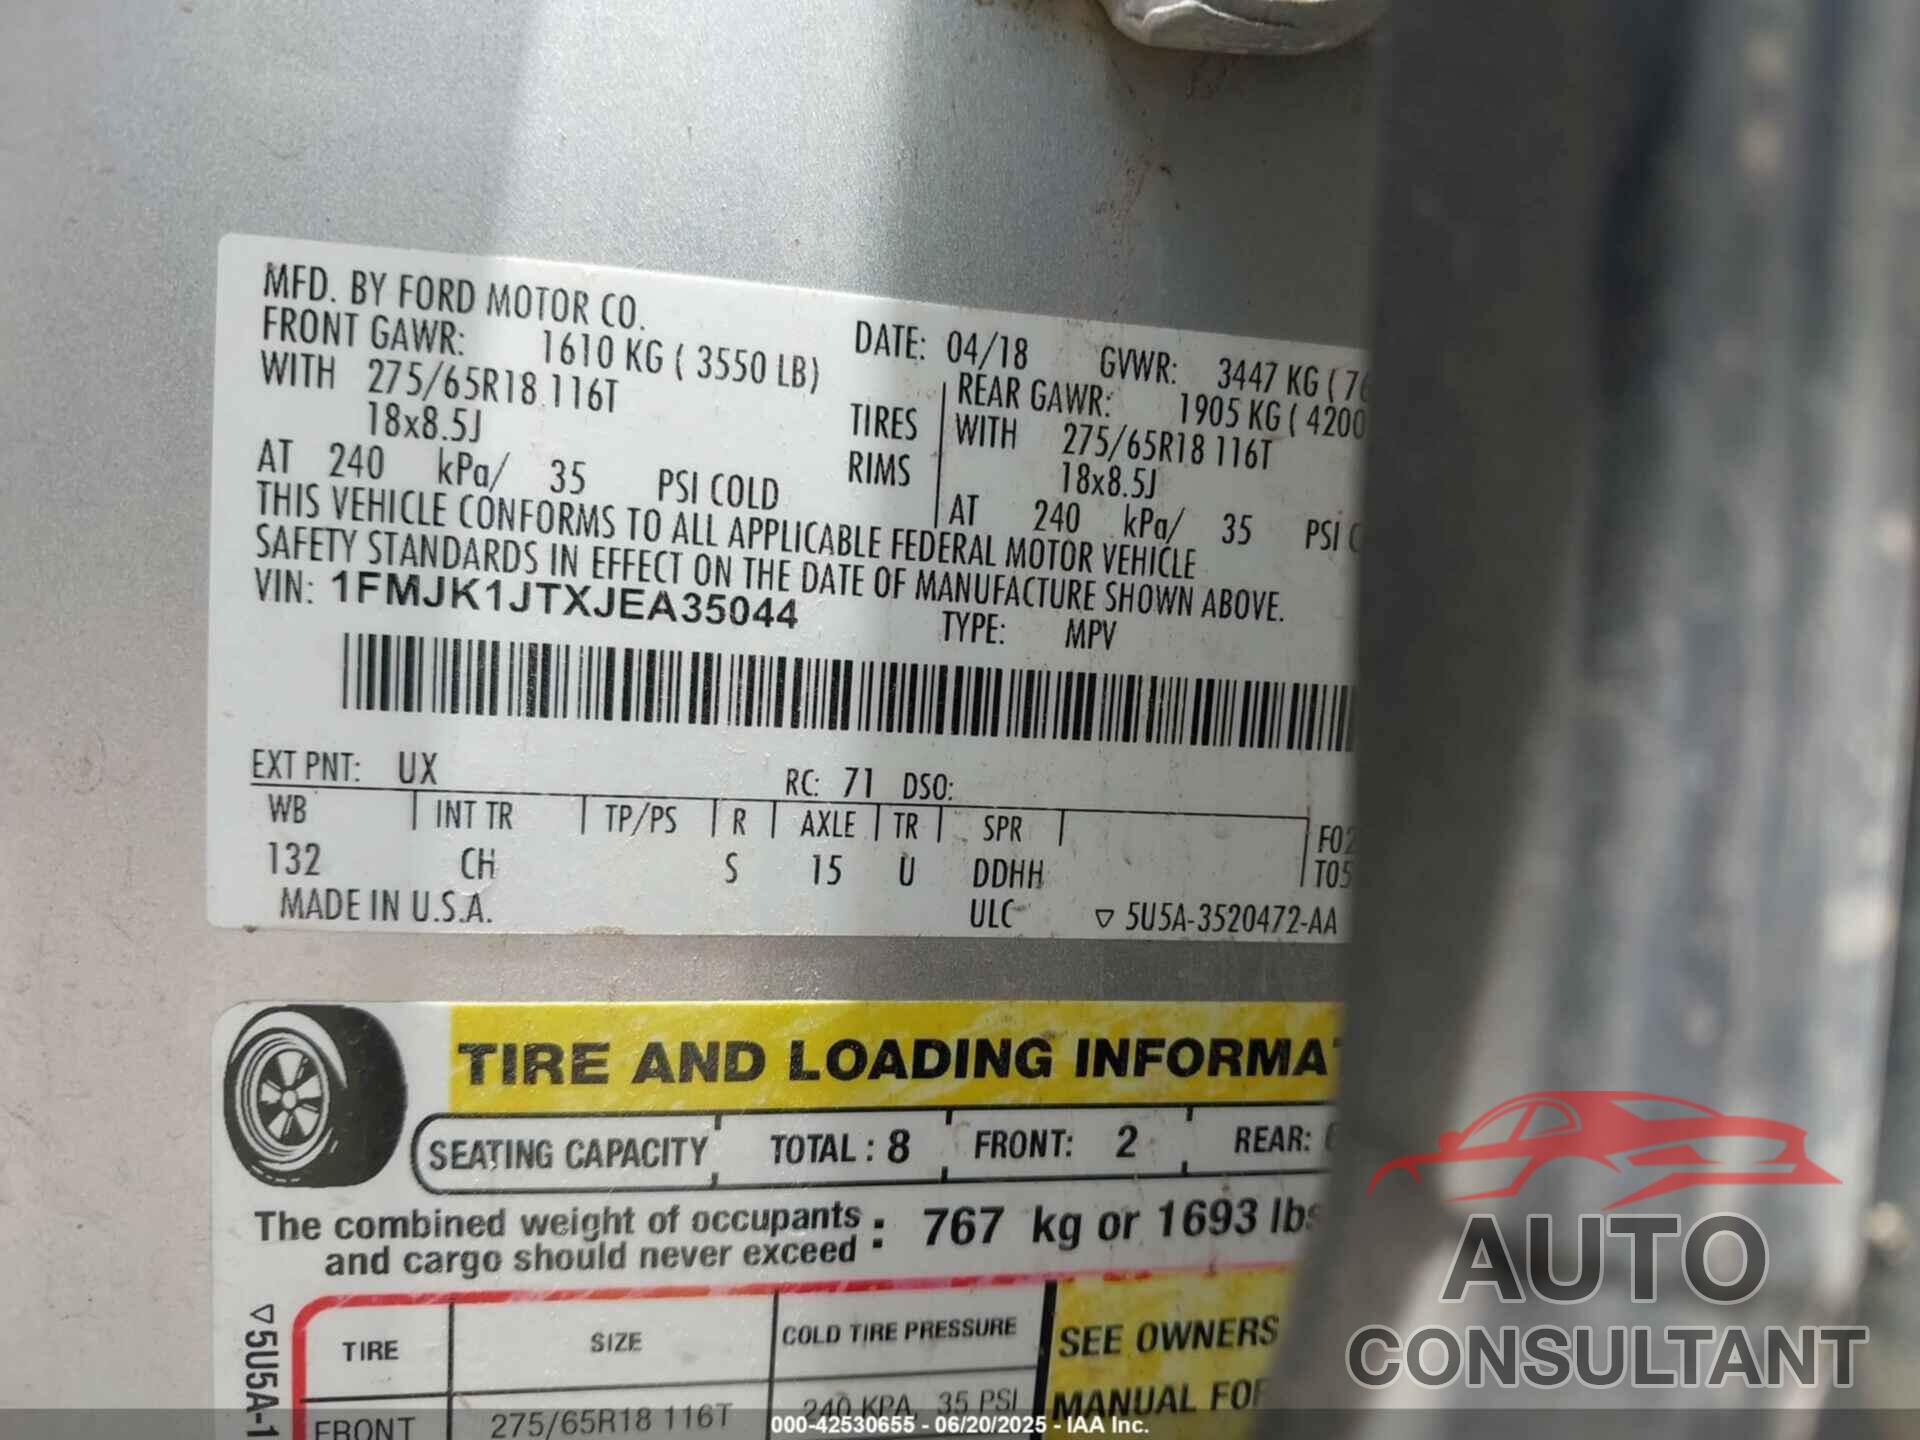 MFD. BY FORD MOTOR CO.
DATE: 04/18 GVWR: 3447 KG ( 76
FRONT GAWR: 1610 KG ( 3550 LB)
REAR GAWR: 1905 KG ( 4200
WITH 275/65R18 116T TIRES
WITH 275/65R18 116T
18x8.5J RIMS
18x8.5J
AT 240 kPa/ 35 PSI COLD
AT 240 kPa/ 35 PSI
THIS VEHICLE CONFORMS TO ALL APPLICABLE FEDERAL MOTOR VEHICLE
SAFETY STANDARDS IN EFFECT ON THE DATE OF MANUFACTURE SHOWN ABOVE.
VIN: 1FMJK1JTXJEA35044 TYPE: MPV
EXT PNT: UX RC: 71 DSO:
WB INT TR TP/PS R AXLE TR SPR F02
132 CH S 15 U DDHH T05
MADE IN U.S.A. ULC ▽ 5U5A-3520472-AA
TIRE AND LOADING INFORMA
SEATING CAPACITY TOTAL : 8 FRONT: 2 REAR:
The combined weight of occupants
and cargo should never exceed : 767 kg or 1693 lbs
▽5U5A-1
TIRE SIZE COLD TIRE PRESSURE SEE OWNERS
FRONT 275/65R18 116T 240 KPA, 35 PSI MANUAL FOR
AUTO
CONSULTANT
000-42530655 - 06/20/2025 - IAA Inc.